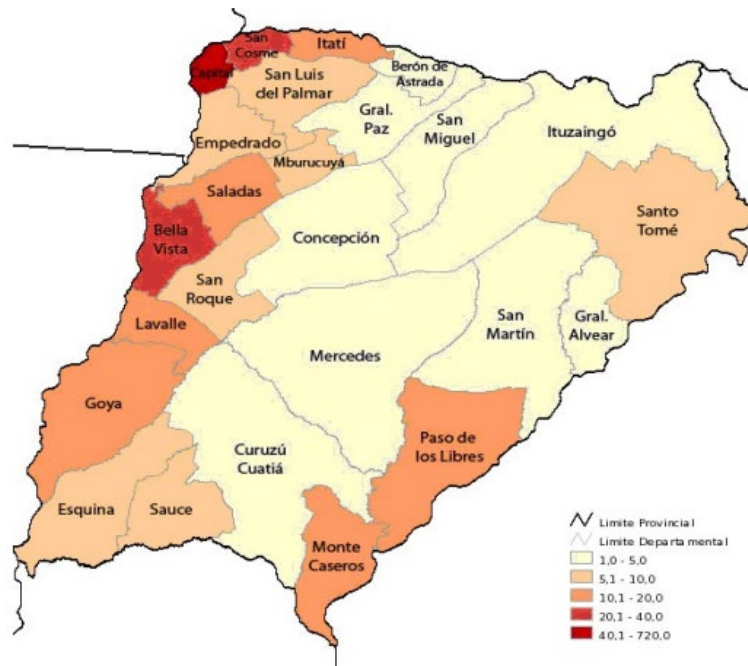 San
Cosme
Itatí
Capital
Berón de
Astrada
San Luis
del Palmar
Gral.
Paz
San
Miguel
Ituzaingó
Empedrado
Mburucuyá
Saladas
Santo
Tomé
Bella
Vista
Concepción
San
Roque
Lavalle
San
Martín
Gral.
Alvear
Mercedes
Goya
Paso de
los Libres
Curuzú
Cuatiá
Esquina
Sauce
Monte
Caseros
Limite Provincial
Limite Departamental
1,0 - 5,0
5,1 - 10,0
10,1 - 20,0
20,1 - 40,0
40,1 - 720,0